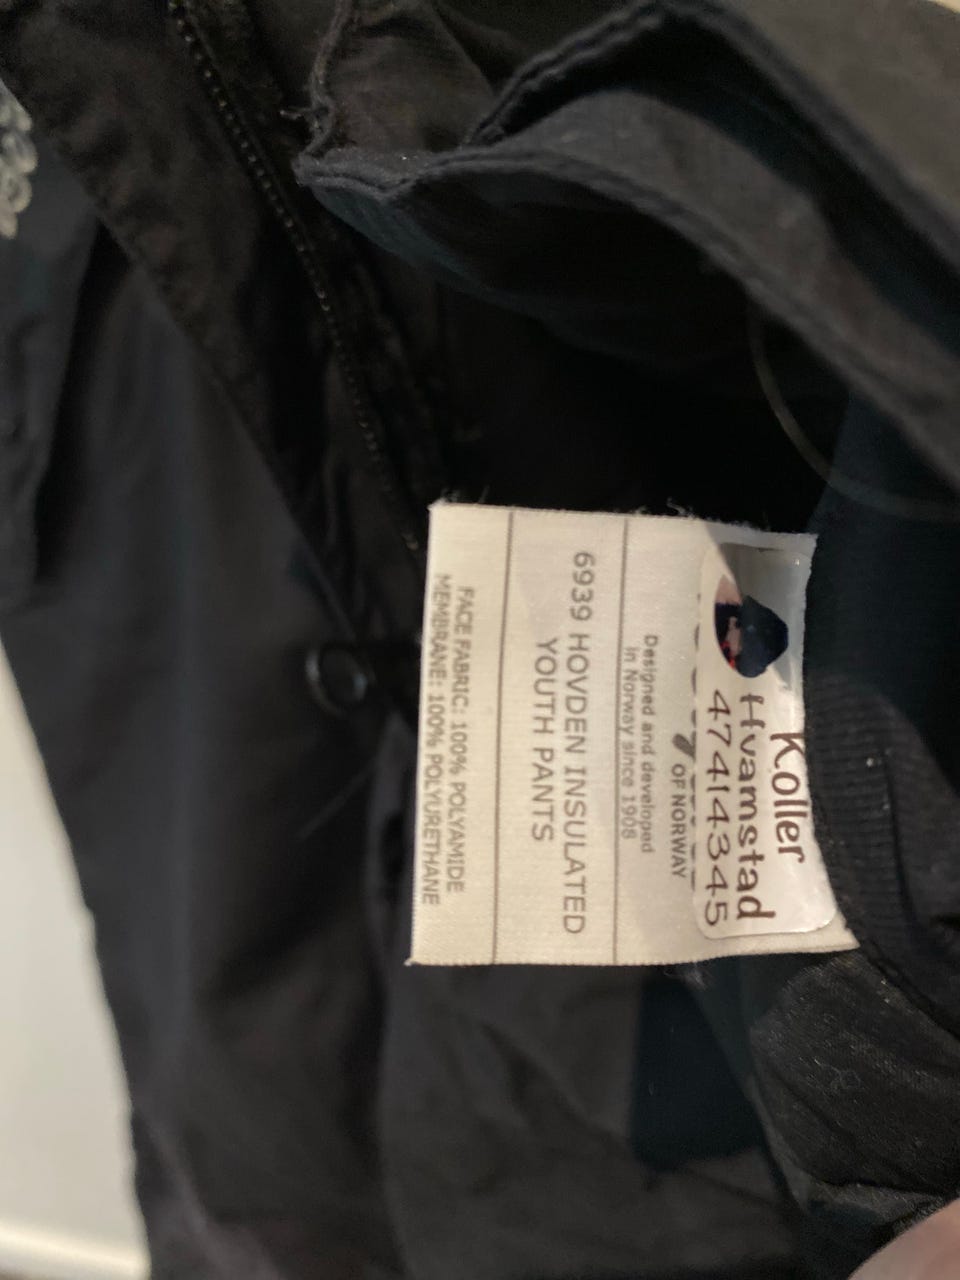 Koller
Hvamstad
47414345
OF NORWAY
Designed and developed
in Norway since 1908
6939 HOVDEN INSULATED
YOUTH PANTS
FACE FABRIC: 100% POLYAMIDE
MEMBRANE: 100% POLYURETHANE